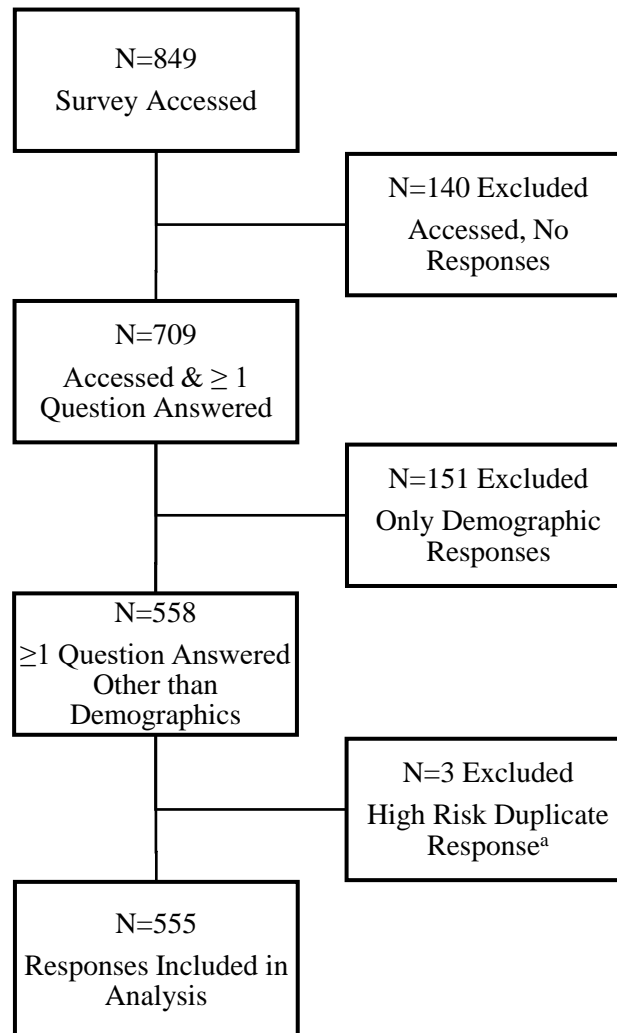 N=849
Survey Accessed
N=140 Excluded
Accessed, No
Responses
N=709
Accessed & ≥ 1
Question Answered
N=151 Excluded
Only Demographic
Responses
N=558
≥1 Question Answered
Other than
Demographics
N=3 Excluded
High Risk Duplicate
Responseᵃ
N=555
Responses Included in
Analysis